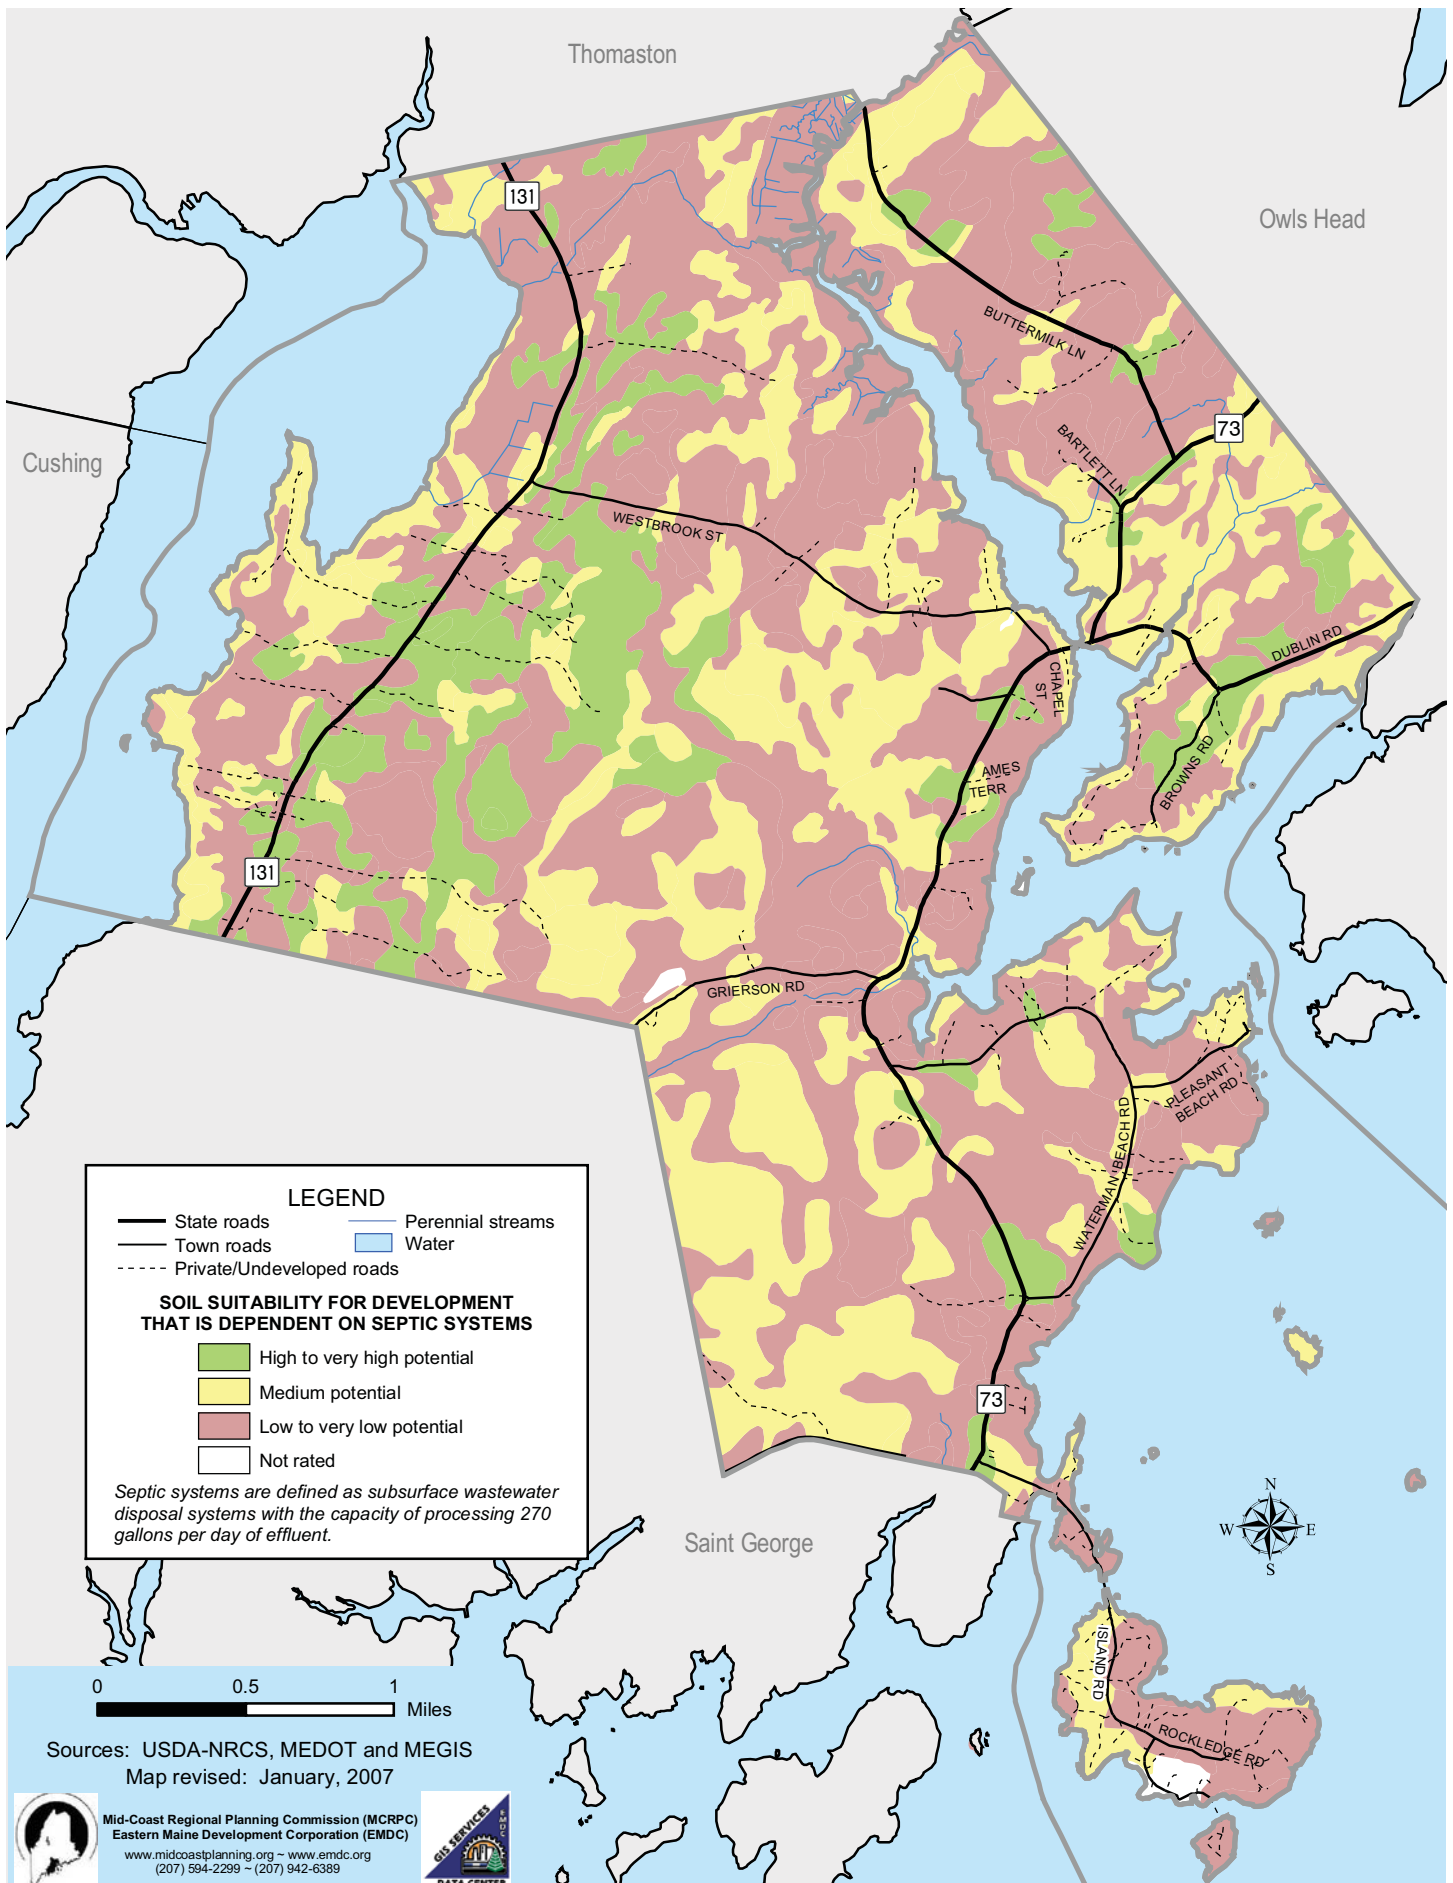 Thomaston
131
Owls Head
BUTTERMILK LN
73
BARTLETT LN
Cushing
WESTBROOK ST
DUBLIN RD
CHAPEL
ST
BROWNS RD
AMES
TERR
131
GRIERSON RD
PLEASANT
BEACH RD
WATERMAN BEACH RD
LEGEND
State roads
Perennial streams
Town roads
Water
Private/Undeveloped roads
SOIL SUITABILITY FOR DEVELOPMENT
THAT IS DEPENDENT ON SEPTIC SYSTEMS
High to very high potential
Medium potential
Low to very low potential
Not rated
Septic systems are defined as subsurface wastewater
disposal systems with the capacity of processing 270
gallons per day of effluent.
73
Saint George
N
W E
S
ISLAND RD
ROCKLEDGE RD
0 0.5 1
Miles
Sources: USDA-NRCS, MEDOT and MEGIS
Map revised: January, 2007
Mid-Coast Regional Planning Commission (MCRPC)
Eastern Maine Development Corporation (EMDC)
www.midcoastplanning.org ~ www.emdc.org
(207) 594-2299 ~ (207) 942-6389
GIS SERVICES
EMDC
DATA CENTER